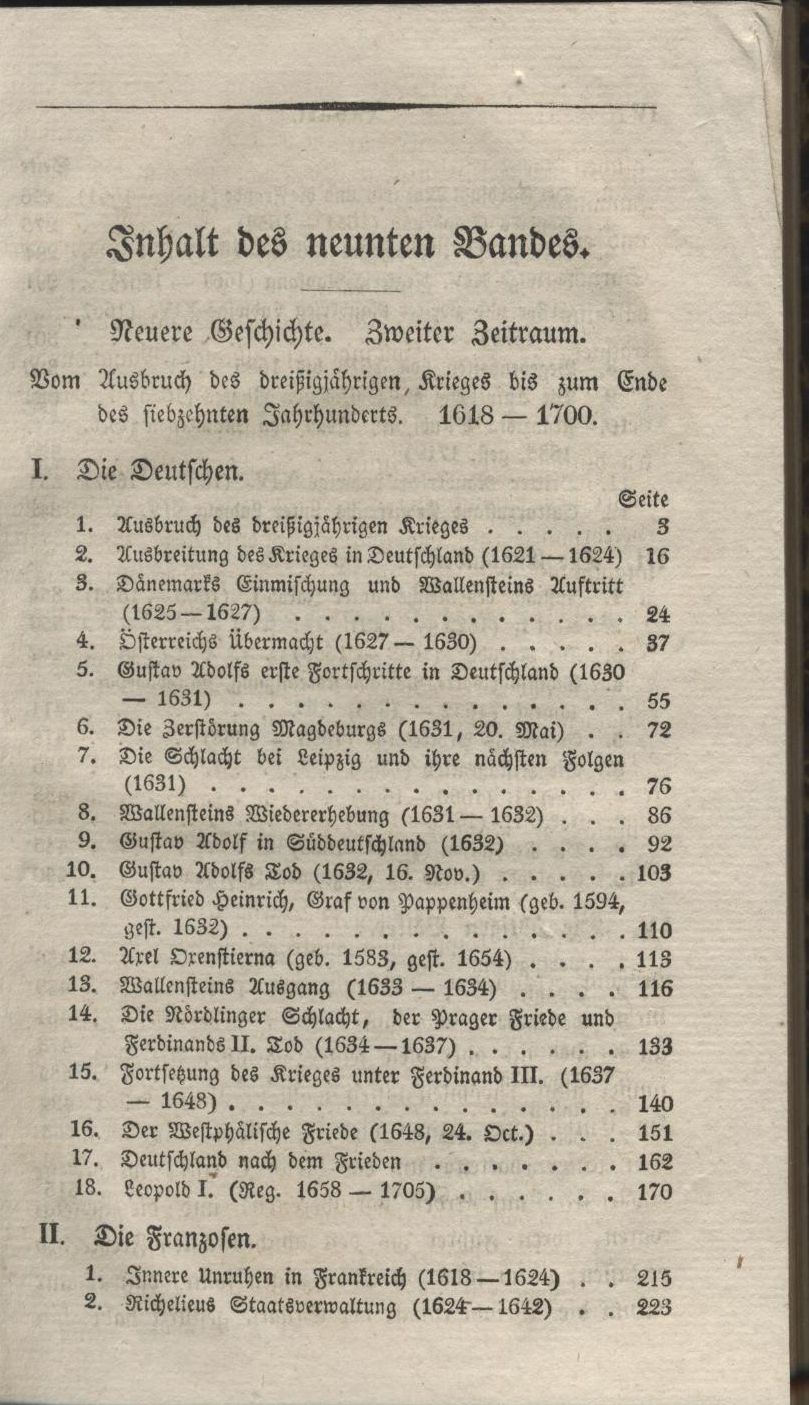 Inhalt des neunten Bandes.
Neuere Geschichte. Zweiter Zeitraum.
Vom Ausbruch des dreißigjährigen Krieges bis zum Ende
des siebzehnten Jahrhunderts. 1618 — 1700.
I. Die Deutschen.
Seite
1. Ausbruch des dreißigjährigen Krieges . . . . . 3
2. Ausbreitung des Krieges in Deutschland (1621 — 1624) 16
3. Dänemarks Einmischung und Wallensteins Auftritt
(1625 — 1627) . . . . . . . . . . . . 24
4. Österreichs Übermacht (1627 — 1630) . . . . . 37
5. Gustav Adolfs erste Fortschritte in Deutschland (1630
— 1631) . . . . . . . . . . . . . . 55
6. Die Zerstörung Magdeburgs (1631, 20. Mai) . . 72
7. Die Schlacht bei Leipzig und ihre nächsten Folgen
(1631) . . . . . . . . . . . . . . . 76
8. Wallensteins Wiedererhebung (1631 — 1632) . . . 86
9. Gustav Adolf in Süddeutschland (1632) . . . . 92
10. Gustav Adolfs Tod (1632, 16. Nov.) . . . . . 103
11. Gottfried Heinrich, Graf von Pappenheim (geb. 1594,
gest. 1632) . . . . . . . . . . . . . . 110
12. Axel Oxenstierna (geb. 1583, gest. 1654) . . . . 113
13. Wallensteins Ausgang (1633 — 1634) . . . . 116
14. Die Nördlinger Schlacht, der Prager Friede und
Ferdinands II. Tod (1634 — 1637) . . . . . . 133
15. Fortsetzung des Krieges unter Ferdinand III. (1637
— 1648) . . . . . . . . . . . . . . 140
16. Der Westphälische Friede (1648, 24. Oct.) . . . 151
17. Deutschland nach dem Frieden . . . . . . . 162
18. Leopold I. (Reg. 1658 — 1705) . . . . . . 170
II. Die Franzosen.
1. Innere Unruhen in Frankreich (1618 — 1624) . . 215
2. Richelieus Staatsverwaltung (1624 — 1642) . . 223